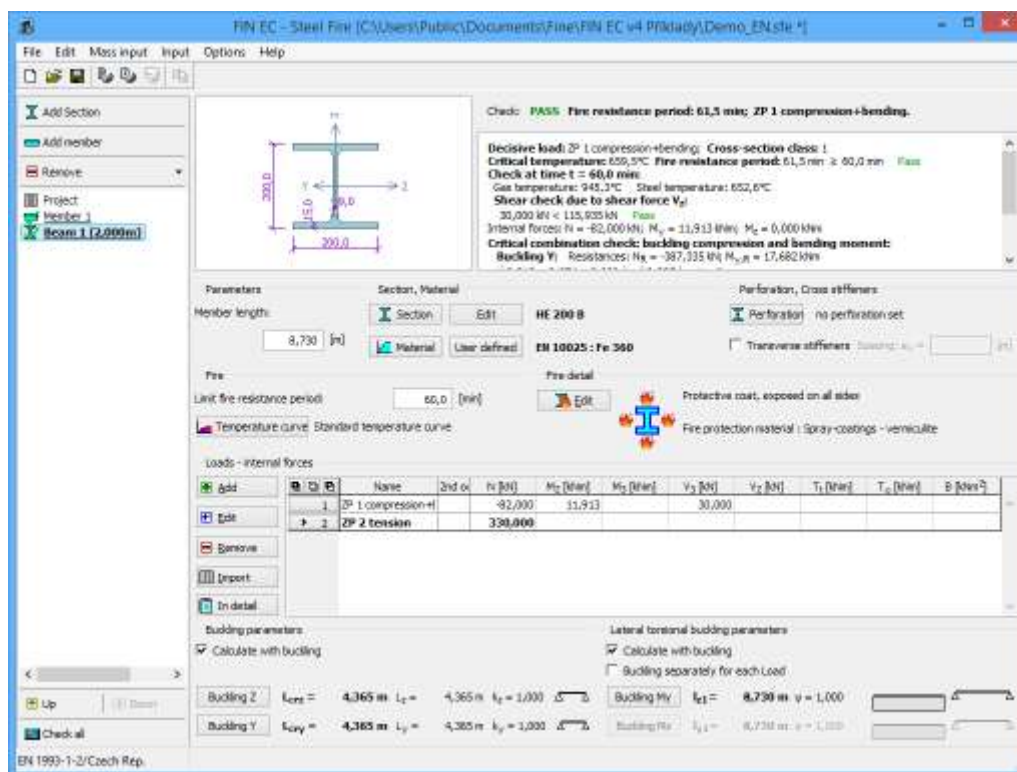 FIN EC - Steel Fire [C:\Users\Public\Documents\Fine\FIN EC v4 Příklady\Demo_EN.ste *]
File Edit Mass input Input Options Help
Add Section
Add member
Remove
Project
Member 1
Beam 1 (2,000m)
200,0
15,0
9,0
Y
Z
200,0
Check: PASS Fire resistance period: 61,5 min; ZP 1 compression+bending.
Decisive load: ZP 1 compression+bending; Cross-section class: 1
Critical temperature: 659,5°C Fire resistance period: 61,5 min ≥ 60,0 min Pass
Check at time t = 60,0 min:
Gas temperature: 945,3°C Steel temperature: 652,6°C
Shear check due to shear force Vz:
30,000 kN < 115,935 kN Pass
Internal forces: N = -82,000 kN; My = 11,913 kNm; Mz = 0,000 kNm
Critical combination check: buckling compression and bending moment:
Buckling Y: Resistances: NR = -387,335 kN; My,R = 17,682 kNm
Parameters
Section, Material
Perforation, Cross stiffeners
Member length:
Section Edit HE 200 B
Perforation no perforation set
8,730 [m]
Material User defined EN 10025 : Fe 360
Transverse stiffeners
Fire
Fire detail
Limit fire resistance period: 60,0 [min]
Edit
Protective coat, exposed on all sides
Temperature curve Standard temperature curve
Fire protection material : Spray-coatings - vermiculite
Loads - internal forces
Add
Name 2nd o N [kN]
1 ZP 1 compression+ -82,000 11,913 30,000
2 ZP 2 tension 330,000
Edit
Remove
Import
In detail
Buckling parameters
Lateral torsional buckling parameters
Calculate with buckling
Calculate with buckling
Buckling separately for each Load
Buckling Z Lcrz = 4,365 m Lz = 4,365 m kz = 1,000
Buckling My 8,730 m ψ = 1,000
Buckling Y Lcry = 4,365 m Ly = 4,365 m ky = 1,000
Up Down
Check all
EN 1993-1-2/Czech Rep.